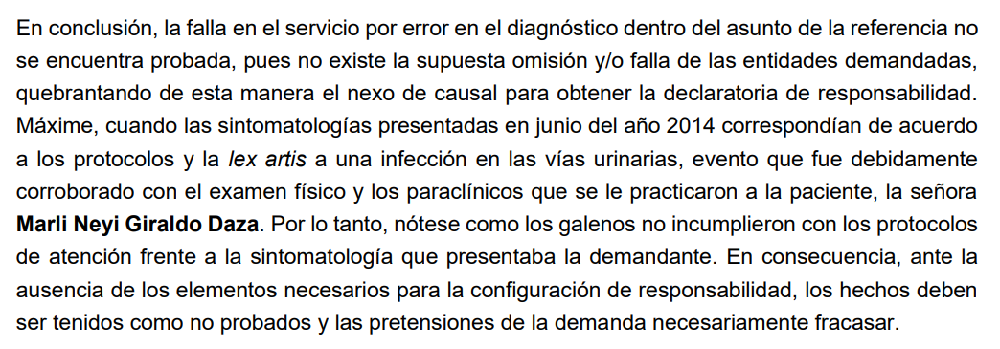 En conclusión, la falla en el servicio por error en el diagnóstico dentro del asunto de la referencia no
se encuentra probada, pues no existe la supuesta omisión y/o falla de las entidades demandadas,
quebrantando de esta manera el nexo de causal para obtener la declaratoria de responsabilidad.
Máxime, cuando las sintomatologías presentadas en junio del año 2014 correspondían de acuerdo
a los protocolos y la lex artis a una infección en las vías urinarias, evento que fue debidamente
corroborado con el examen físico y los paraclínicos que se le practicaron a la paciente, la señora
Marli Neyi Giraldo Daza. Por lo tanto, nótese como los galenos no incumplieron con los protocolos
de atención frente a la sintomatología que presentaba la demandante. En consecuencia, ante la
ausencia de los elementos necesarios para la configuración de responsabilidad, los hechos deben
ser tenidos como no probados y las pretensiones de la demanda necesariamente fracasar.